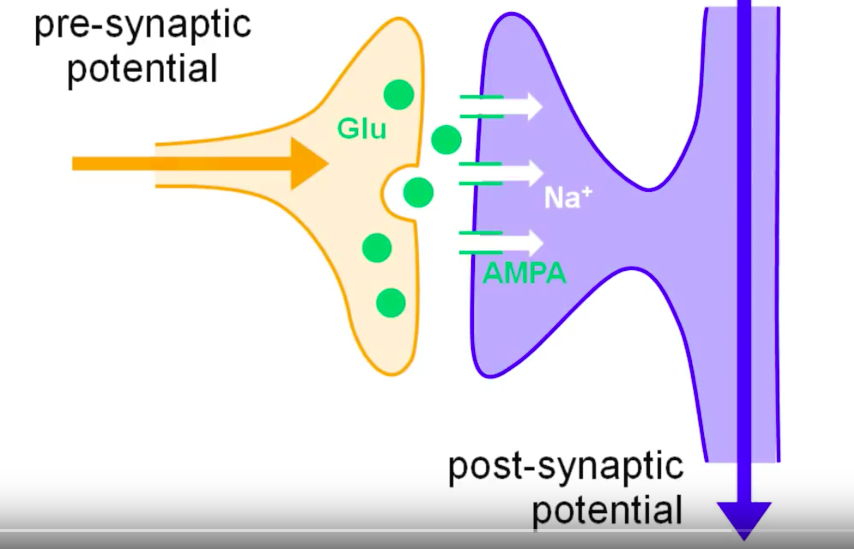 pre-synaptic
potential
Glu
Na⁺
AMPA
post-synaptic
potential